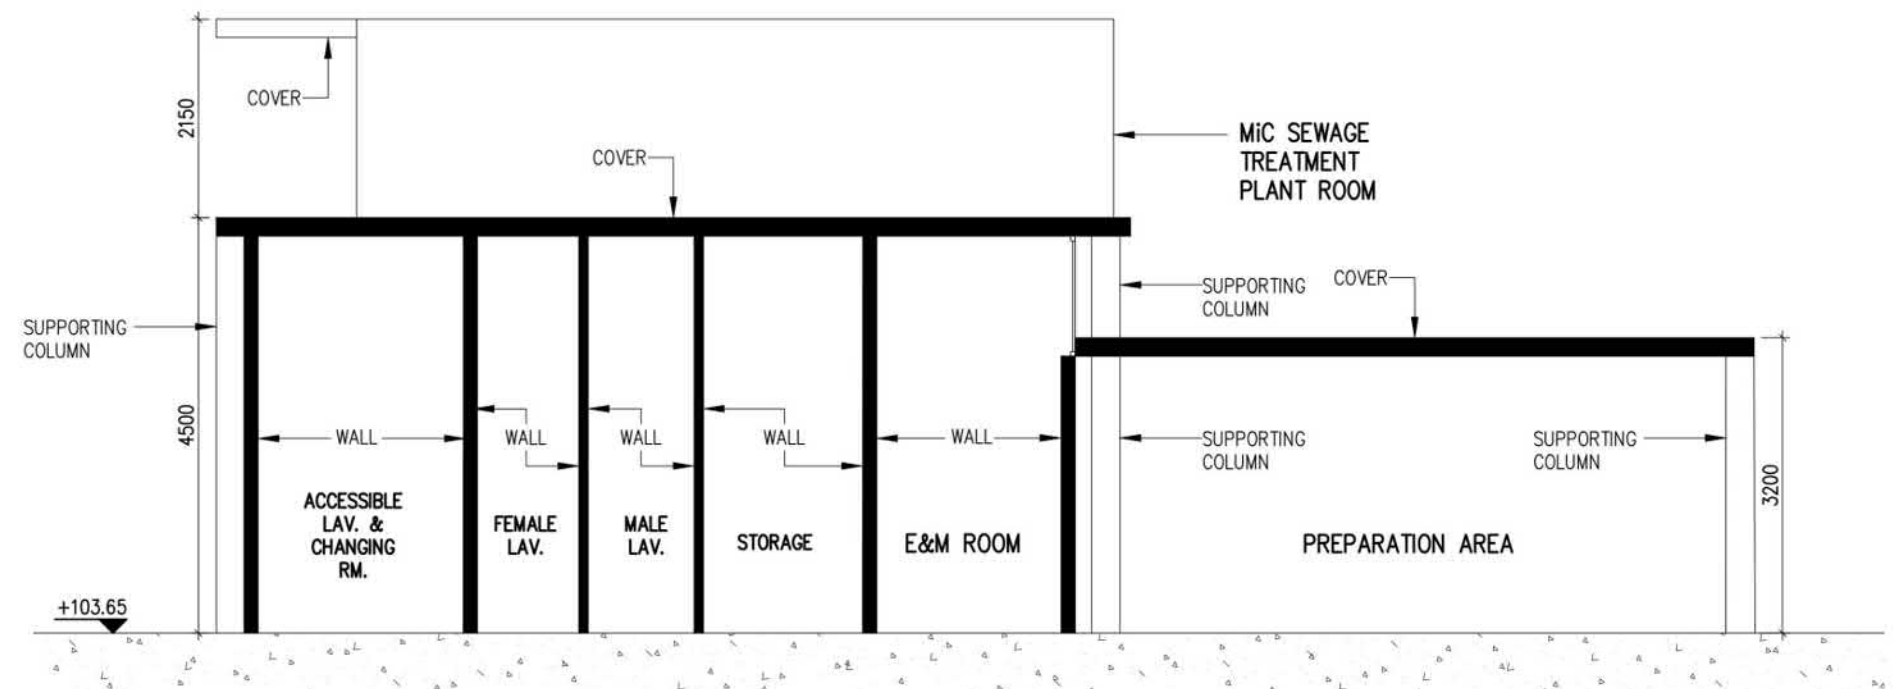 COVER
2150
MiC SEWAGE
TREATMENT
PLANT ROOM
COVER
SUPPORTING
COLUMN
COVER
SUPPORTING
COLUMN
4500
WALL
WALL
WALL
WALL
WALL
SUPPORTING
COLUMN
SUPPORTING
COLUMN
3200
ACCESSIBLE
LAV. &
CHANGING
RM.
FEMALE
LAV.
MALE
LAV.
STORAGE
E&M ROOM
PREPARATION AREA
+103.65